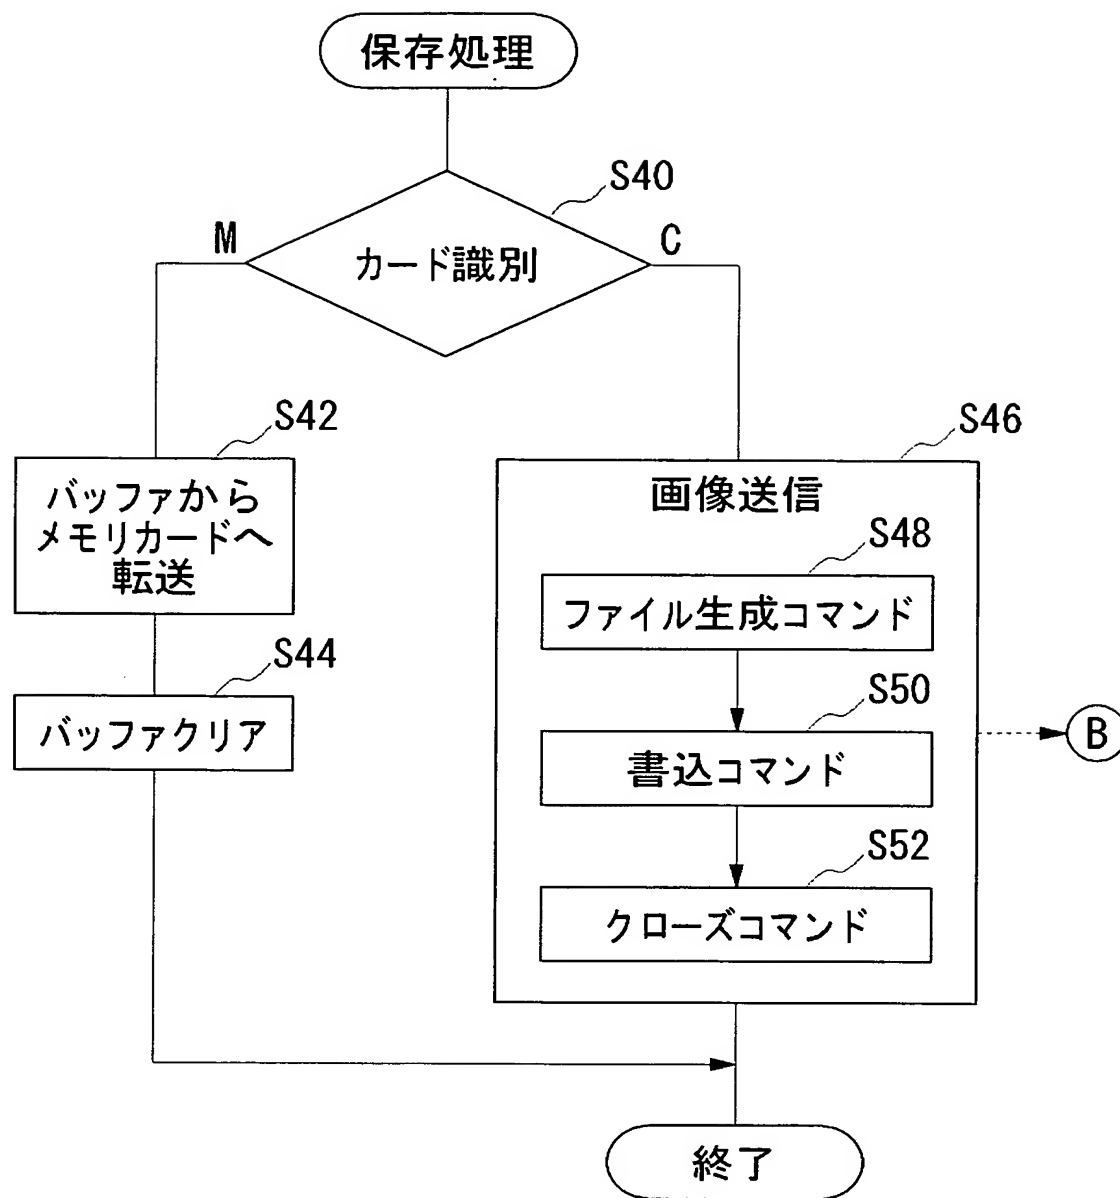 保存処理
S40
M
カード識別
C
S42
バッファから
メモリカードへ
転送
S44
バッファクリア
S46
画像送信
S48
ファイル生成コマンド
S50
書込コマンド
B
S52
クローズコマンド
終了